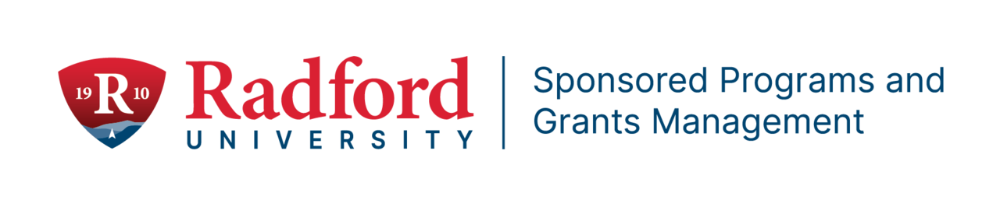 19 R 10
Radford
UNIVERSITY
Sponsored Programs and
Grants Management